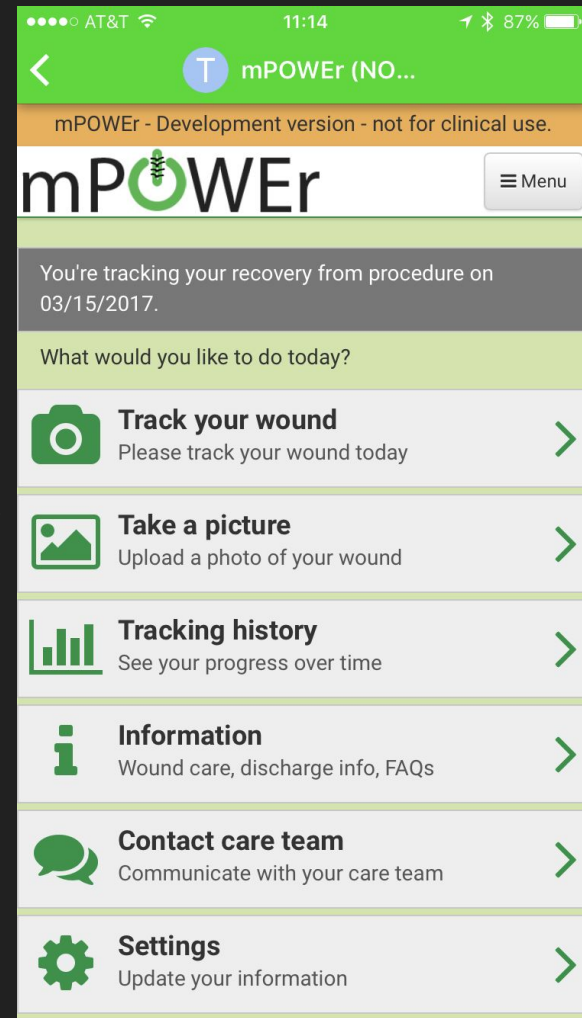 AT&T 11:14 87%
T mPOWEr (NO...
mPOWEr - Development version - not for clinical use.
mPOWEr Menu
You're tracking your recovery from procedure on
03/15/2017.
What would you like to do today?
Track your wound
Please track your wound today
Take a picture
Upload a photo of your wound
Tracking history
See your progress over time
Information
Wound care, discharge info, FAQs
Contact care team
Communicate with your care team
Settings
Update your information